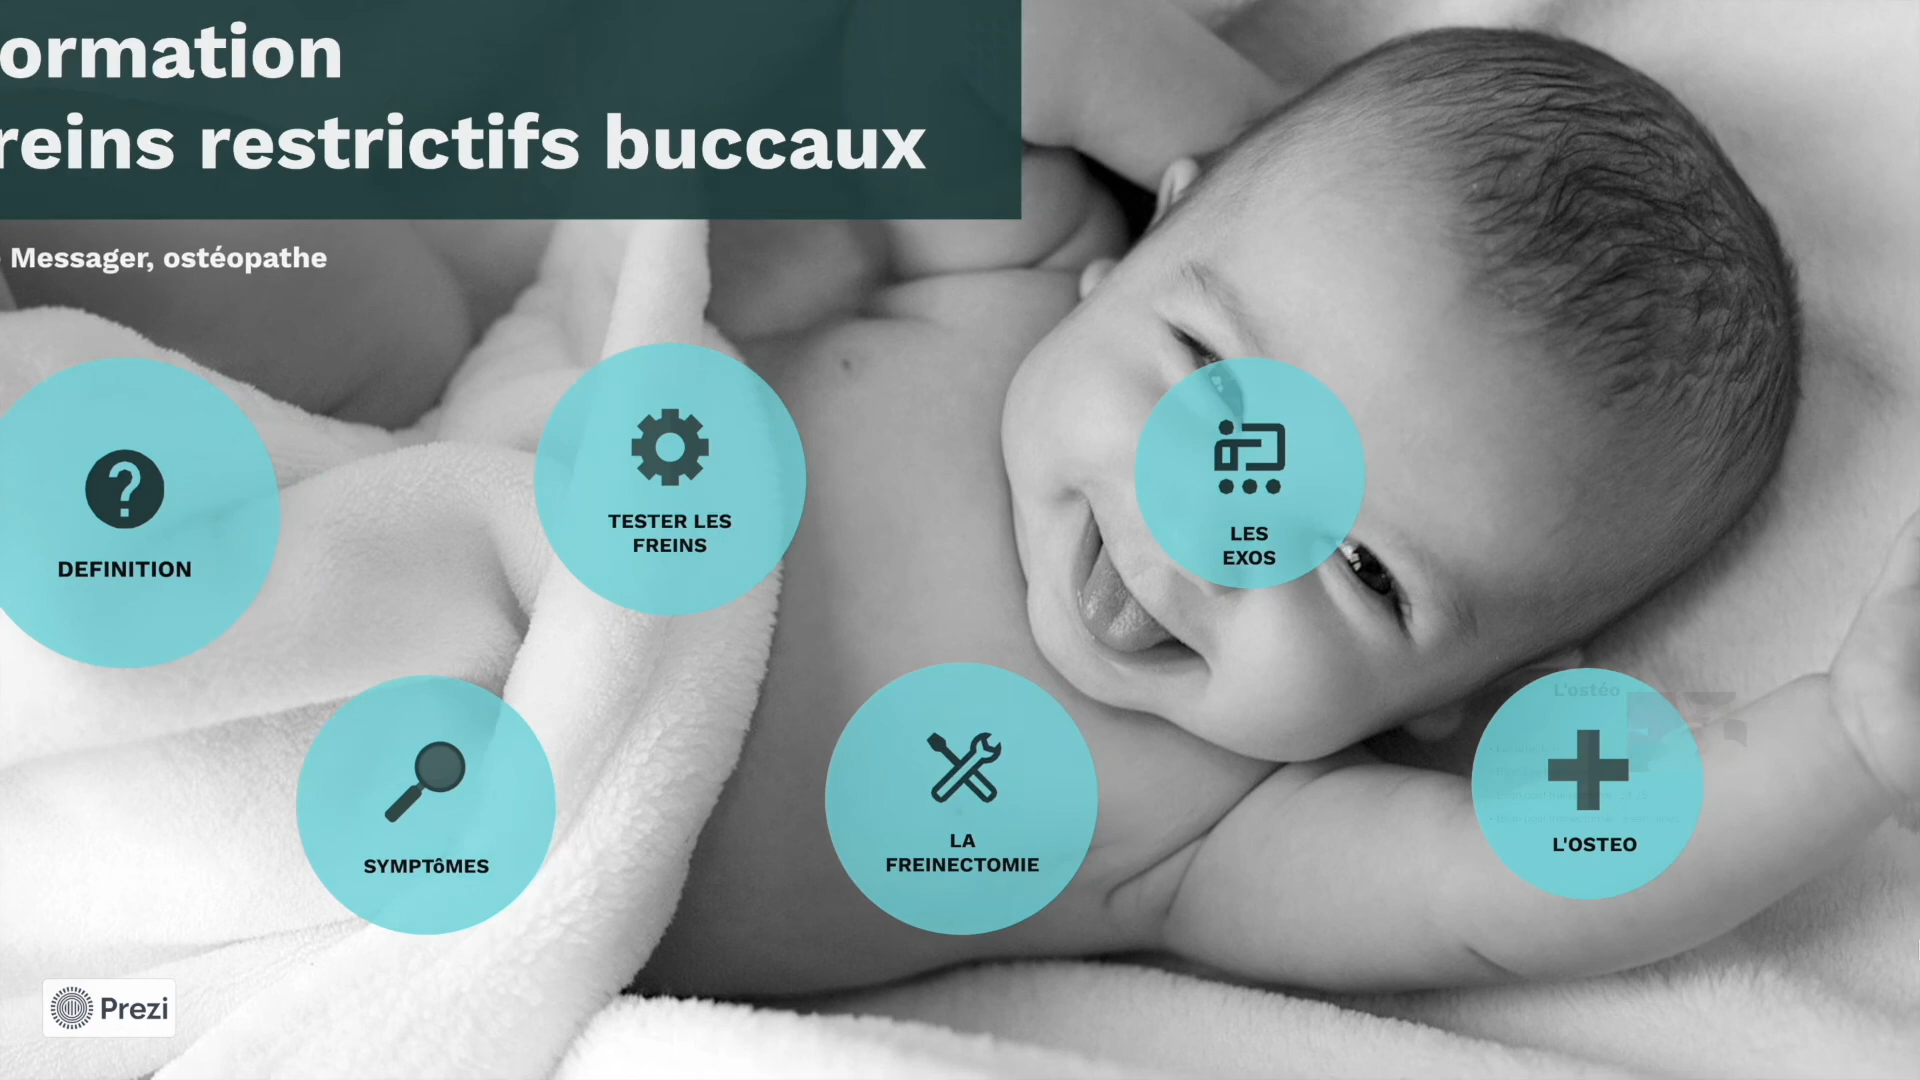 ormation
reins restrictifs buccaux
Messager, ostéopathe
DEFINITION
TESTER LES
FREINS
LES
EXOS
SYMPTôMES
LA
FREINECTOMIE
L'ostéo
L'OSTEO
Prezi